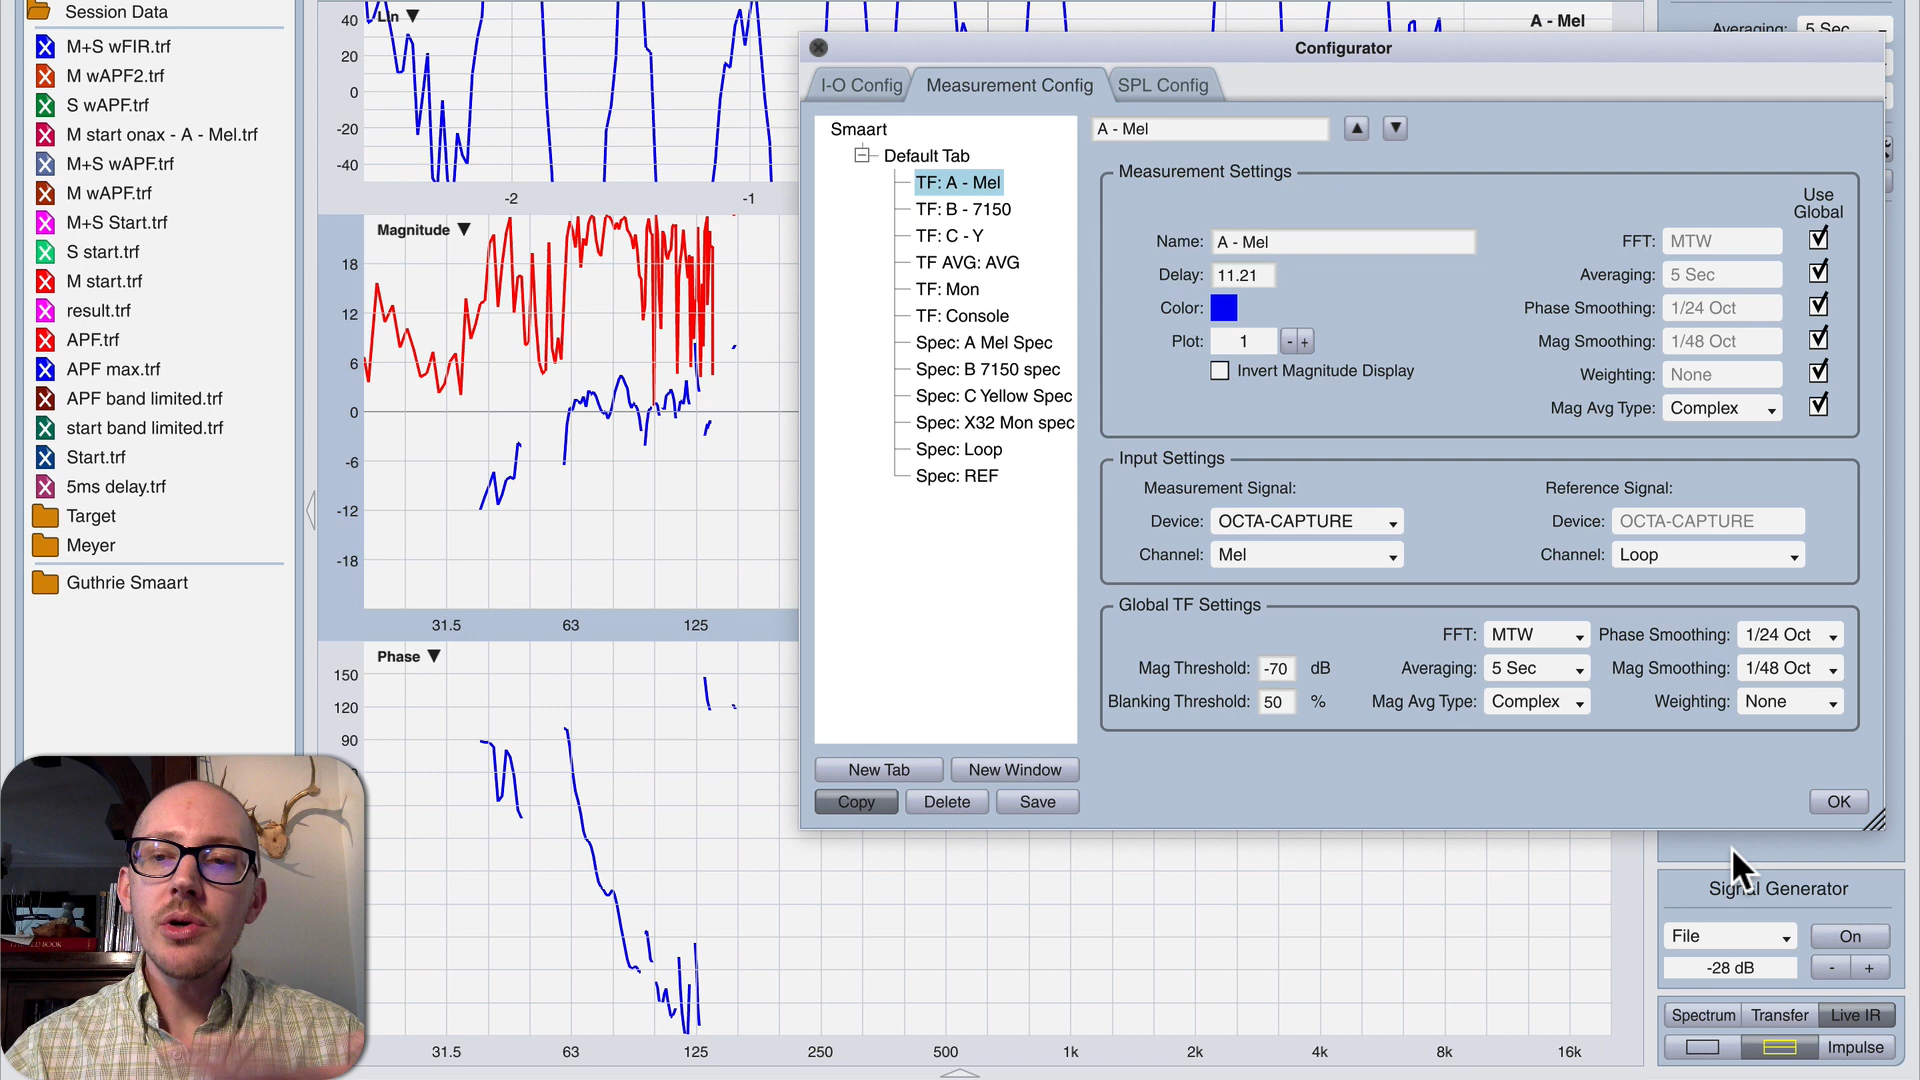 Session Data
M+S wFIR.trf
M wAPF2.trf
S wAPF.trf
M start onax - A - Mel.trf
M+S wAPF.trf
M wAPF.trf
M+S Start.trf
S start.trf
M start.trf
result.trf
APF.trf
APF max.trf
APF band limited.trf
start band limited.trf
Start.trf
5ms delay.trf
Target
Meyer
Guthrie Smaart
Lin
A - Mel
40
20
0
-20
-40
-2
-1
Magnitude
18
12
6
0
-6
-12
-18
31.5
63
125
Phase
150
120
90
31.5
63
125
250
500
1k
2k
4k
8k
16k
Configurator
I-O Config
Measurement Config
SPL Config
Smaart
Default Tab
TF: A - Mel
TF: B - 7150
TF: C - Y
TF AVG: AVG
TF: Mon
TF: Console
Spec: A Mel Spec
Spec: B 7150 spec
Spec: C Yellow Spec
Spec: X32 Mon spec
Spec: Loop
Spec: REF
New Tab
New Window
Copy
Delete
Save
A - Mel
Measurement Settings
Use
Global
Name: A - Mel
FFT: MTW
Delay: 11.21
Averaging: 5 Sec
Color:
Phase Smoothing: 1/24 Oct
Plot: 1 - +
Mag Smoothing: 1/48 Oct
Invert Magnitude Display
Weighting: None
Mag Avg Type: Complex
Input Settings
Measurement Signal:
Reference Signal:
Device: OCTA-CAPTURE
Device: OCTA-CAPTURE
Channel: Mel
Channel: Loop
Global TF Settings
FFT: MTW
Phase Smoothing: 1/24 Oct
Mag Threshold: -70 dB
Averaging: 5 Sec
Mag Smoothing: 1/48 Oct
Blanking Threshold: 50 %
Mag Avg Type: Complex
Weighting: None
OK
Averaging: 5 Sec
Signal Generator
File
On
-28 dB
- +
Spectrum
Transfer
Live IR
Impulse